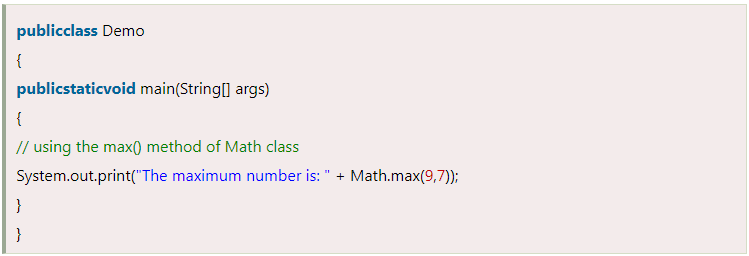 publicclass Demo
{
publicstaticvoid main(String[] args)
{
// using the max() method of Math class
System.out.print("The maximum number is: " + Math.max(9,7));
}
}